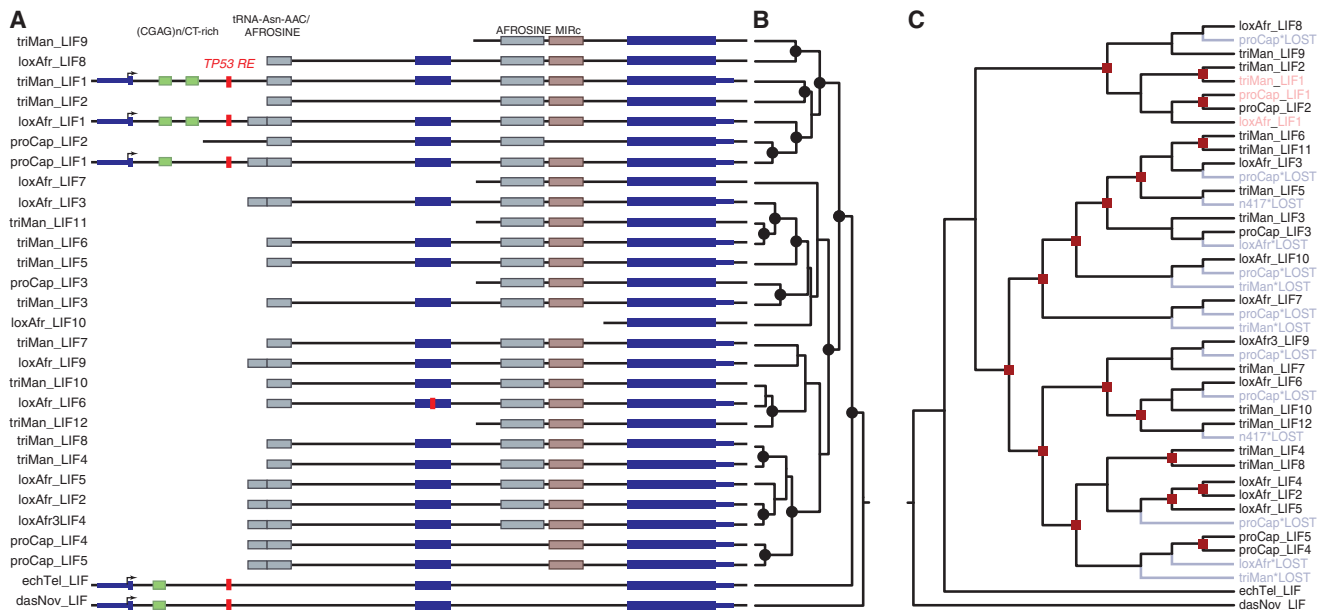 A
B
C
(CGAG)n/CT-rich
tRNA-Asn-AAC/
AFROSINE
TP53 RE
AFROSINE MIRc
triMan_LIF9
loxAfr_LIF8
triMan_LIF1
triMan_LIF2
loxAfr_LIF1
proCap_LIF2
proCap_LIF1
loxAfr_LIF7
loxAfr_LIF3
triMan_LIF11
triMan_LIF6
triMan_LIF5
proCap_LIF3
triMan_LIF3
loxAfr_LIF10
triMan_LIF7
loxAfr_LIF9
triMan_LIF10
loxAfr_LIF6
triMan_LIF12
triMan_LIF8
triMan_LIF4
loxAfr_LIF5
loxAfr_LIF2
loxAfr3LIF4
proCap_LIF4
proCap_LIF5
echTel_LIF
dasNov_LIF
loxAfr_LIF8
proCap*LOST
triMan_LIF9
triMan_LIF2
triMan_LIF1
proCap_LIF1
proCap_LIF2
loxAfr_LIF1
triMan_LIF6
triMan_LIF11
loxAfr_LIF3
proCap*LOST
triMan_LIF5
n417*LOST
triMan_LIF3
proCap_LIF3
loxAfr*LOST
loxAfr_LIF10
proCap*LOST
triMan*LOST
loxAfr_LIF7
proCap*LOST
triMan*LOST
loxAfr3_LIF9
proCap*LOST
triMan_LIF7
loxAfr_LIF6
proCap*LOST
triMan_LIF10
triMan_LIF12
n417*LOST
triMan_LIF4
triMan_LIF8
loxAfr_LIF4
loxAfr_LIF2
loxAfr_LIF5
proCap*LOST
proCap_LIF5
proCap_LIF4
loxAfr*LOST
triMan*LOST
echTel_LIF
dasNov_LIF